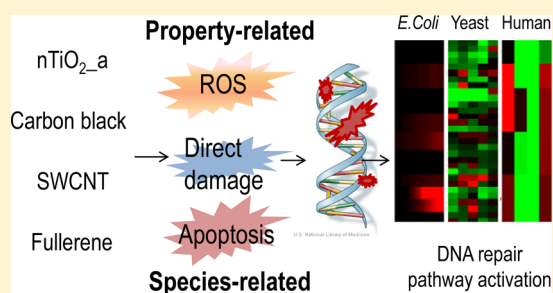 Property-related
E.Coli Yeast Human
nTiO₂_a
Carbon black
SWCNT
Fullerene
ROS
Direct
damage
Apoptosis
U.S. National Library of Medicine
Species-related
DNA repair
pathway activation